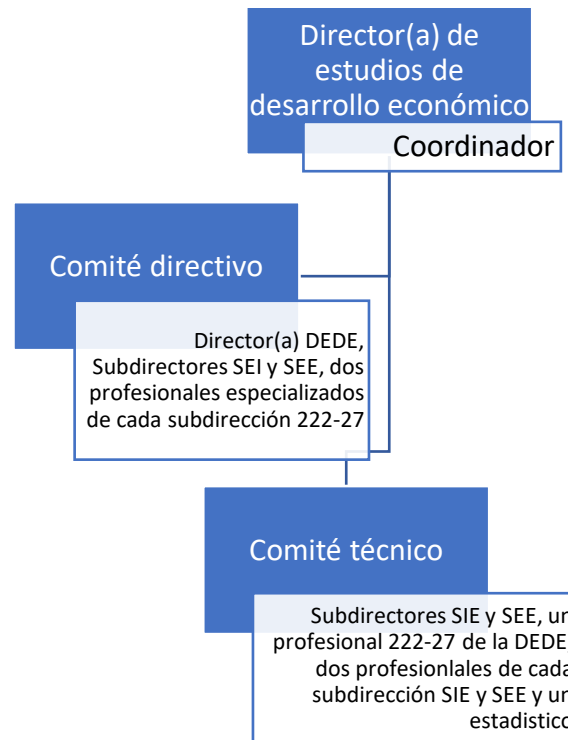 Director(a) de
estudios de
desarrollo económico
Coordinador
Comité directivo
Director(a) DEDE,
Subdirectores SEI y SEE, dos
profesionales especializados
de cada subdirección 222-27
Comité técnico
Subdirectores SIE y SEE, un
profesional 222-27 de la DEDE,
dos profesionlales de cada
subdirección SIE y SEE y un
estadistico